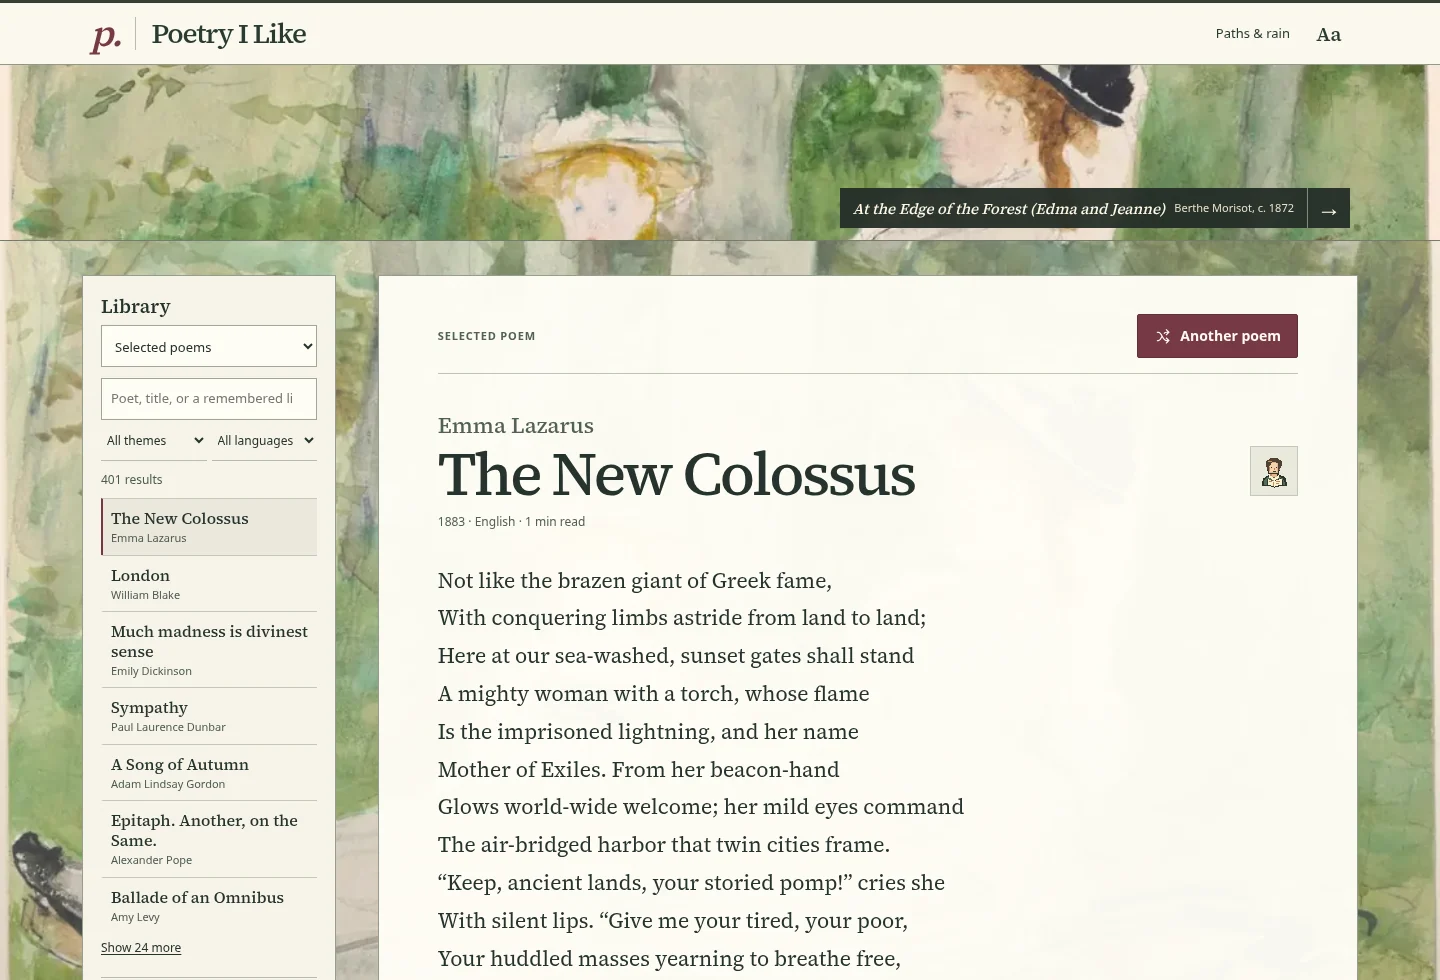 p.
Poetry I Like
Paths & rain
Aa
At the Edge of the Forest (Edma and Jeanne) Berthe Morisot, c. 1872 →
Library
Selected poems
Poet, title, or a remembered li
All themes
All languages
401 results
The New Colossus
Emma Lazarus
London
William Blake
Much madness is divinest
sense
Emily Dickinson
Sympathy
Paul Laurence Dunbar
A Song of Autumn
Adam Lindsay Gordon
Epitaph. Another, on the
Same.
Alexander Pope
Ballade of an Omnibus
Amy Levy
Show 24 more
SELECTED POEM
Another poem
Emma Lazarus
The New Colossus
1883 · English · 1 min read
Not like the brazen giant of Greek fame,
With conquering limbs astride from land to land;
Here at our sea-washed, sunset gates shall stand
A mighty woman with a torch, whose flame
Is the imprisoned lightning, and her name
Mother of Exiles. From her beacon-hand
Glows world-wide welcome; her mild eyes command
The air-bridged harbor that twin cities frame.
“Keep, ancient lands, your storied pomp!” cries she
With silent lips. “Give me your tired, your poor,
Your huddled masses yearning to breathe free,